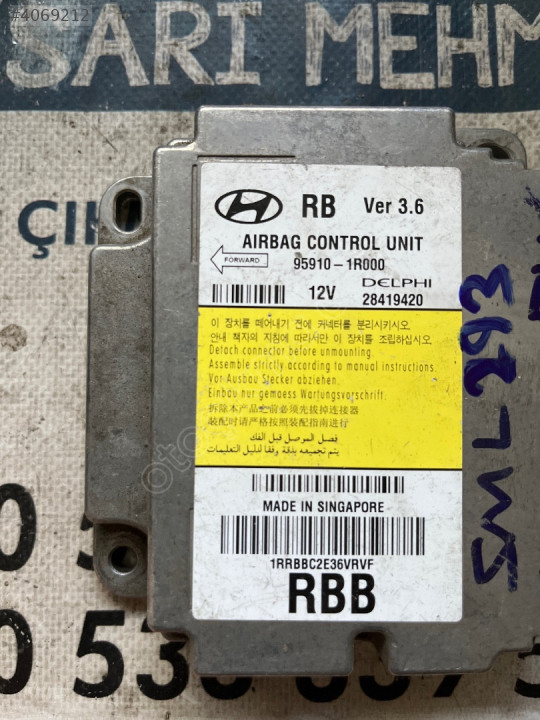 #4069212
SARI MEHM
ÇI
RB Ver 3.6
AIRBAG CONTROL UNIT
FORWARD
95910-1R000
12V
DELPHI
28419420
이 장치를 떼어내기 전에 커넥터를 분리시키시오.
안내 책자의 지침에 따라서만 이 장치를 조립하십시오.
Detach connector before unmounting.
Assemble strictly according to manual instructions.
Vor Ausbau Stecker abziehen.
Einbau nur gemaess Wartungsvorschrift.
拆除本产品之前必须先拔掉连接器
装配时请严格按照装配指南进行
فصل الموصل قبل الفك
يتم تجميعه بدقة وفقا لدليل التعليمات
MADE IN SINGAPORE
1RRBBC2E36VRVF
RBB
SML-293
0 530 037 5